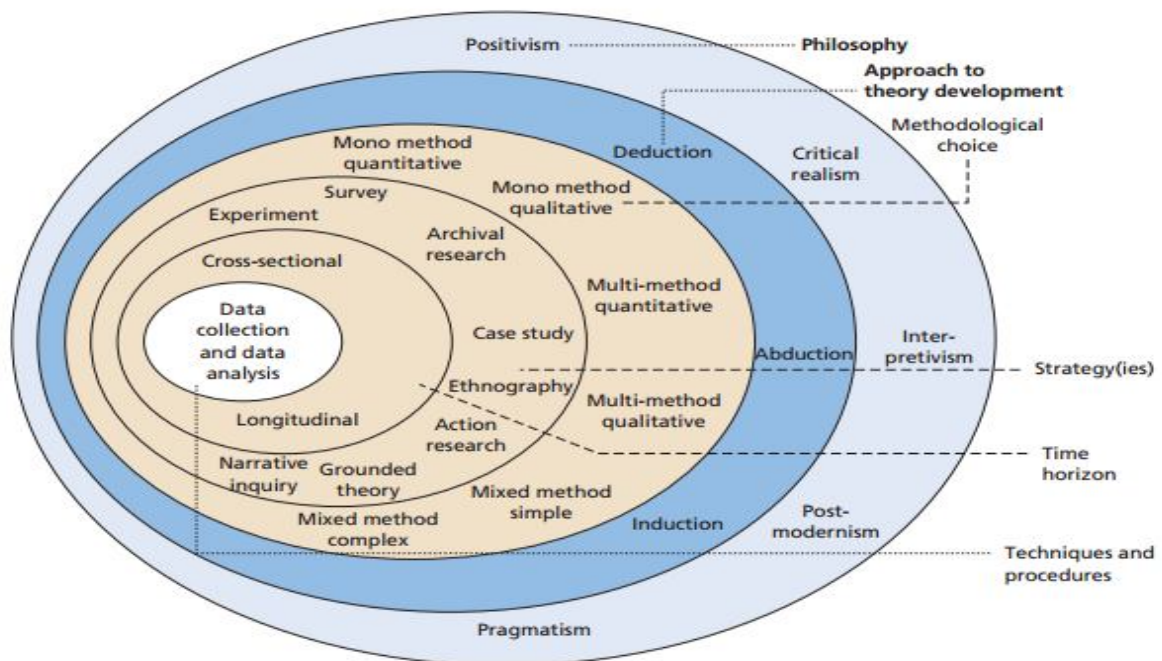 Positivism
Philosophy
Approach to
theory development
Methodological
choice
Mono method
quantitative
Deduction
Critical
realism
Survey
Mono method
qualitative
Experiment
Archival
research
Cross-sectional
Multi-method
quantitative
Data
collection
and data
analysis
Case study
Abduction
Inter-
pretivism
Strategy(ies)
Ethnography
Multi-method
qualitative
Longitudinal
Action
research
Time
horizon
Narrative
inquiry
Grounded
theory
Mixed method
simple
Mixed method
complex
Induction
Post-
modernism
Techniques and
procedures
Pragmatism